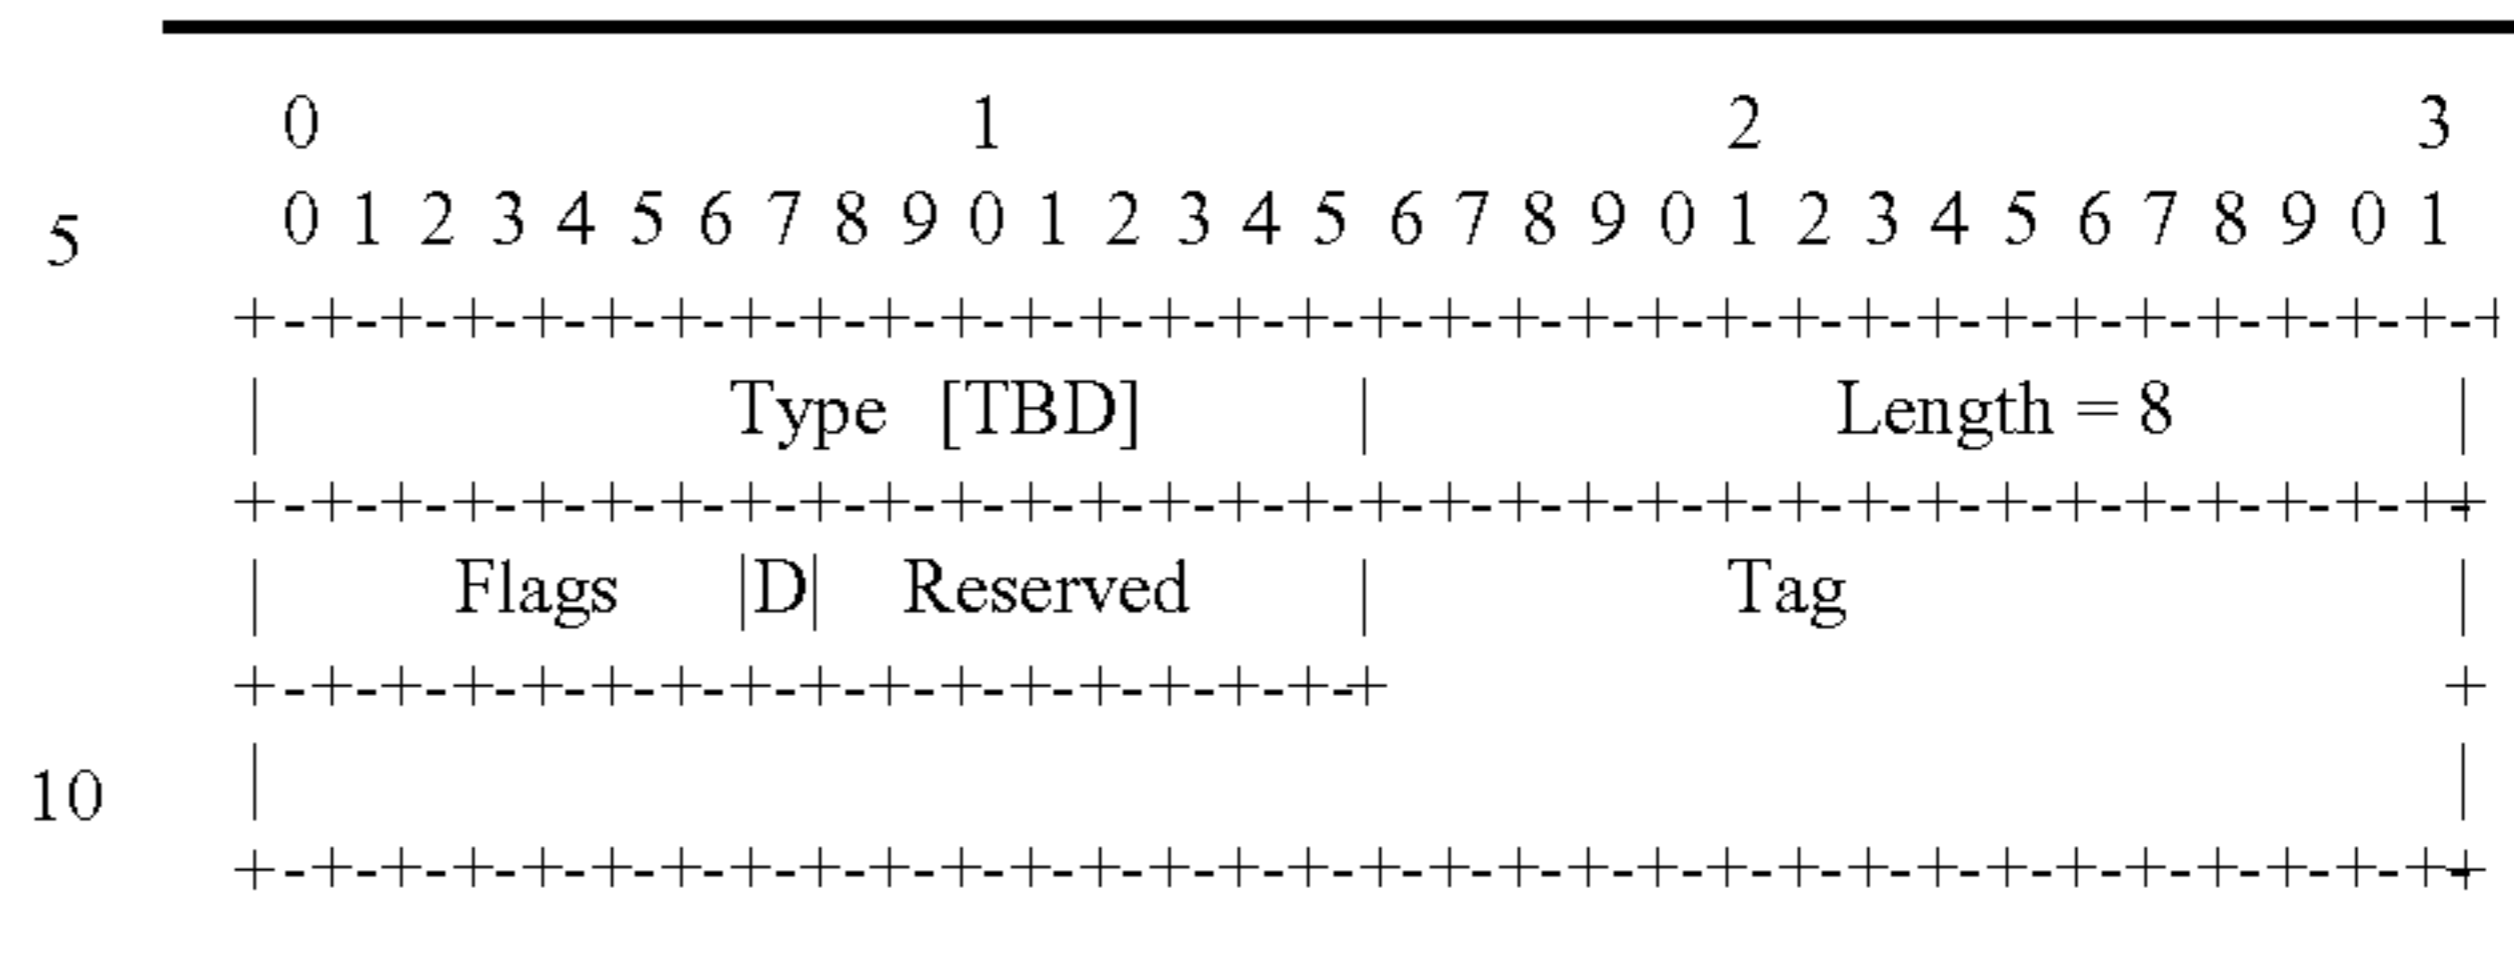 0 1 2 3
5 0 1 2 3 4 5 6 7 8 9 0 1 2 3 4 5 6 7 8 9 0 1 2 3 4 5 6 7 8 9 0 1
+-+-+-+-+-+-+-+-+-+-+-+-+-+-+-+-+-+-+-+-+-+-+-+-+-+-+-+-+-+-+-+-+
| Type [TBD] | Length = 8 |
+-+-+-+-+-+-+-+-+-+-+-+-+-+-+-+-+-+-+-+-+-+-+-+-+-+-+-+-+-+-+-+-+
| Flags |D| Reserved | Tag |
+-+-+-+-+-+-+-+-+-+-+-+-+-+-+-+-+ +
10 | |
+-+-+-+-+-+-+-+-+-+-+-+-+-+-+-+-+-+-+-+-+-+-+-+-+-+-+-+-+-+-+-+-+